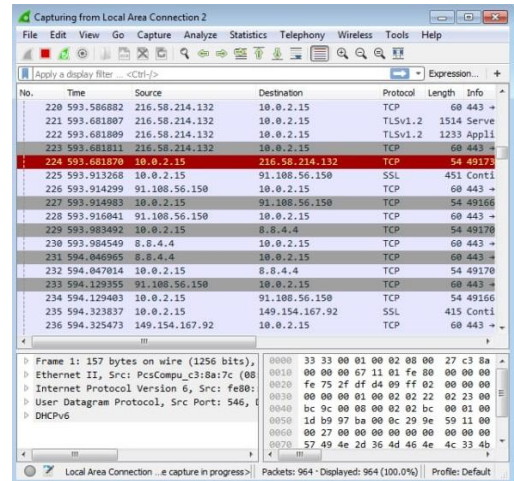 Capturing from Local Area Connection 2
File Edit View Go Capture Analyze Statistics Telephony Wireless Tools Help
Apply a display filter ... <Ctrl-/> Expression... +
No. Time Source Destination Protocol Length Info
220 593.586882 216.58.214.132 10.0.2.15 TCP 60 443 →
221 593.681807 216.58.214.132 10.0.2.15 TLSv1.2 1514 Serve
222 593.681809 216.58.214.132 10.0.2.15 TLSv1.2 1233 Appli
223 593.681811 216.58.214.132 10.0.2.15 TCP 60 443 →
224 593.681870 10.0.2.15 216.58.214.132 TCP 54 49173
225 593.913268 10.0.2.15 91.108.56.150 SSL 451 Conti
226 593.914299 91.108.56.150 10.0.2.15 TCP 60 443 →
227 593.914983 10.0.2.15 91.108.56.150 TCP 54 49166
228 593.916041 91.108.56.150 10.0.2.15 TCP 60 443 →
229 593.983492 10.0.2.15 8.8.4.4 TCP 54 49170
230 593.984549 8.8.4.4 10.0.2.15 TCP 60 443 →
231 594.046965 8.8.4.4 10.0.2.15 TCP 60 443 →
232 594.047014 10.0.2.15 8.8.4.4 TCP 54 49170
233 594.129355 91.108.56.150 10.0.2.15 TCP 60 443 →
234 594.129403 10.0.2.15 91.108.56.150 TCP 54 49166
235 594.323837 10.0.2.15 149.154.167.92 SSL 415 Conti
236 594.325473 149.154.167.92 10.0.2.15 TCP 60 443 →
Frame 1: 157 bytes on wire (1256 bits),
Ethernet II, Src: PcsCompu_c3:8a:7c (08
Internet Protocol Version 6, Src: fe80:
User Datagram Protocol, Src Port: 546, D
DHCPv6
0000 33 33 00 01 00 02 08 00 27 c3 8a
0010 00 00 00 67 11 01 fe 80 00 00 00
0020 fe 75 2f df d4 09 ff 02 00 00 00
0030 00 00 00 01 00 02 02 22 02 23 00
0040 bc 9c 00 08 00 02 02 bc 00 01 00
0050 1d b9 97 ba 00 0c 29 9e 59 11 00
0060 00 27 00 00 00 00 00 00 00 00 00
0070 57 49 4e 2d 36 4d 46 4e 4c 33 4b
Local Area Connection ...e capture in progress> Packets: 964 · Displayed: 964 (100.0%) Profile: Default